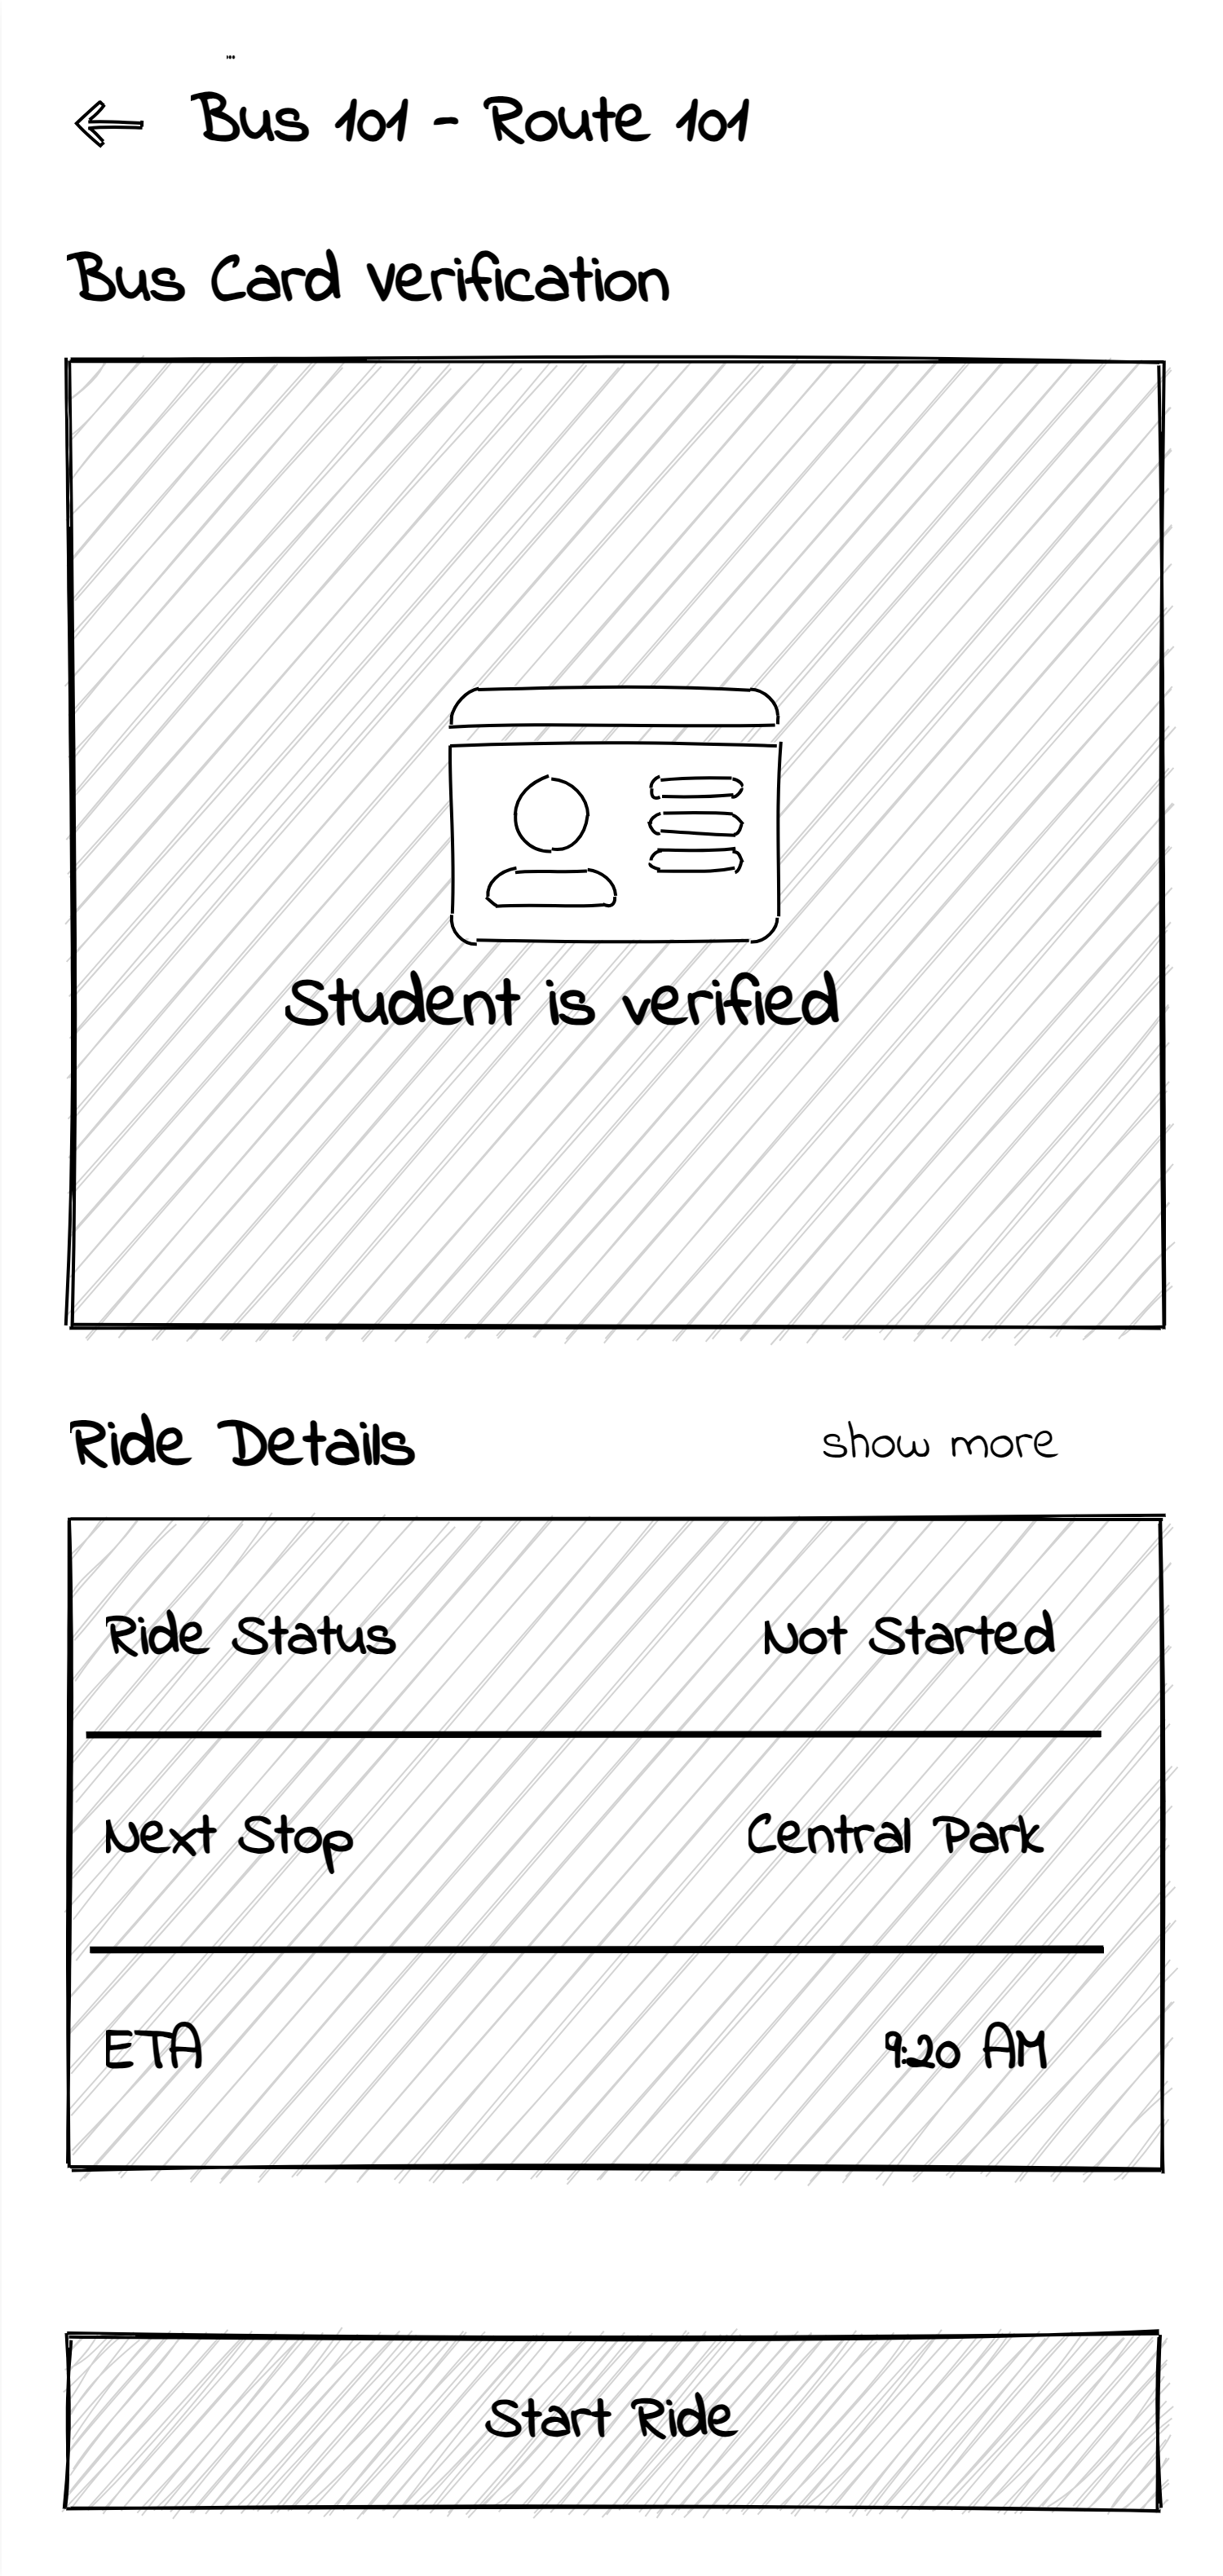 ...
Bus 101 - Route 101
Bus Card verification
Student is verified
Ride Details show more
Ride Status Not Started
Next Stop Central Park
ETA 9:20 AM
Start Ride